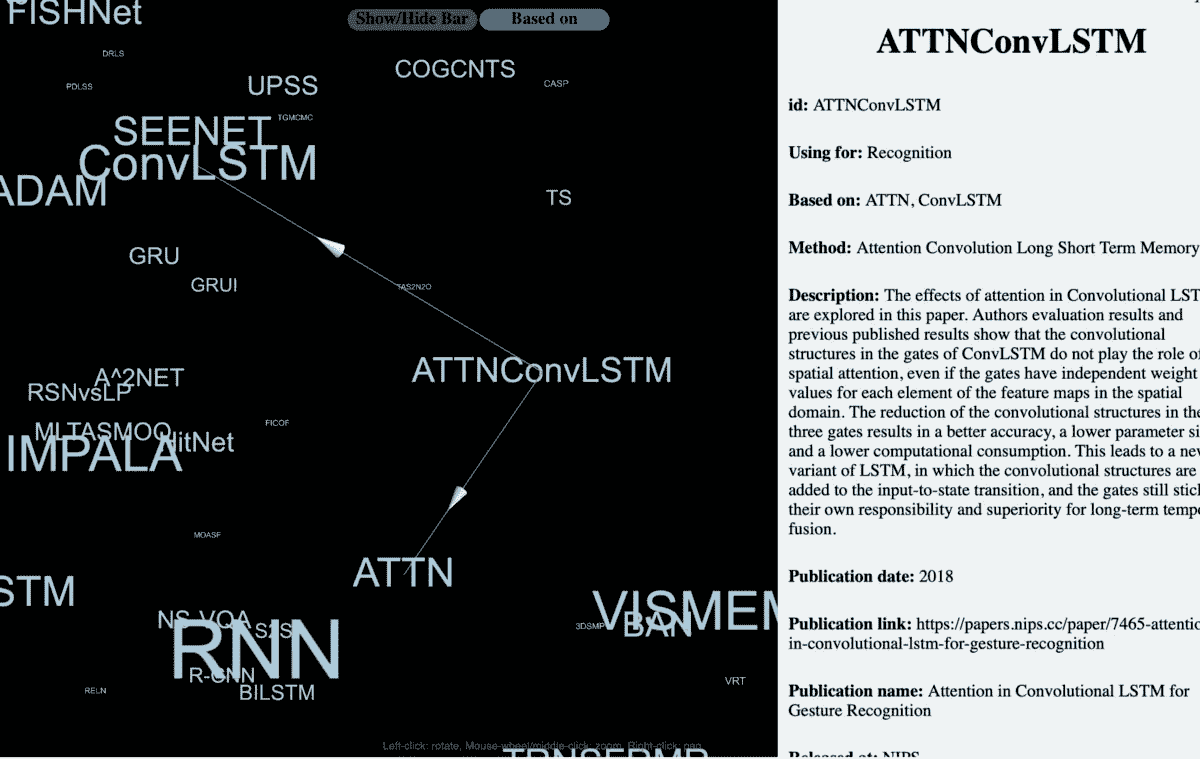 FISHNet
Show/Hide Bar
Based on
DRLS
COGCNTS
CASP
PDLSS
UPSS
TGMCMC
SEENET
ConvLSTM
ADAM
TS
GRU
GRUI
TAS2N2O
ATTNConvLSTM
A^2NET
RSNvsLP
FICOF
MLTASMOO
IMPALA
MOASF
ATTN
STM
NS-VQA
S2S
RNN
R-GNN
BILSTM
RELN
3DSMP
VISMEM
BAN
VRT
Left-click: rotate, Mouse-wheel/middle-click: zoom, Right-click: pan
ATTNConvLSTM
id: ATTNConvLSTM
Using for: Recognition
Based on: ATTN, ConvLSTM
Method: Attention Convolution Long Short Term Memory
Description: The effects of attention in Convolutional LST
are explored in this paper. Authors evaluation results and
previous published results show that the convolutional
structures in the gates of ConvLSTM do not play the role of
spatial attention, even if the gates have independent weight
values for each element of the feature maps in the spatial
domain. The reduction of the convolutional structures in the
three gates results in a better accuracy, a lower parameter si
and a lower computational consumption. This leads to a new
variant of LSTM, in which the convolutional structures are
added to the input-to-state transition, and the gates still stick
their own responsibility and superiority for long-term tempo
fusion.
Publication date: 2018
Publication link: https://papers.nips.cc/paper/7465-attentio
in-convolutional-lstm-for-gesture-recognition
Publication name: Attention in Convolutional LSTM for
Gesture Recognition
Released at: NIPS